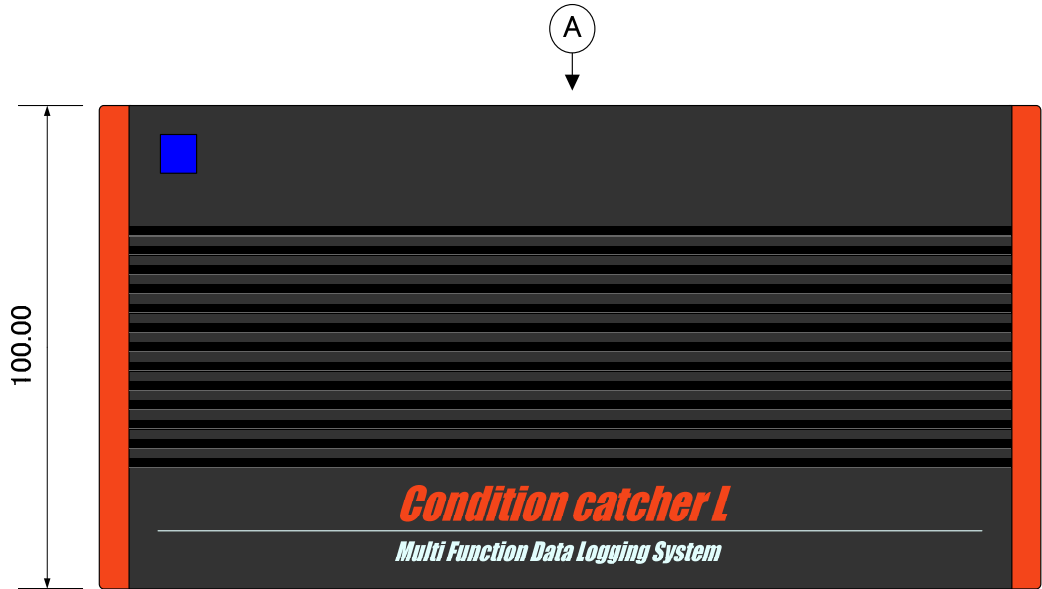 A
100.00
Condition catcher L
Multi Function Data Logging System